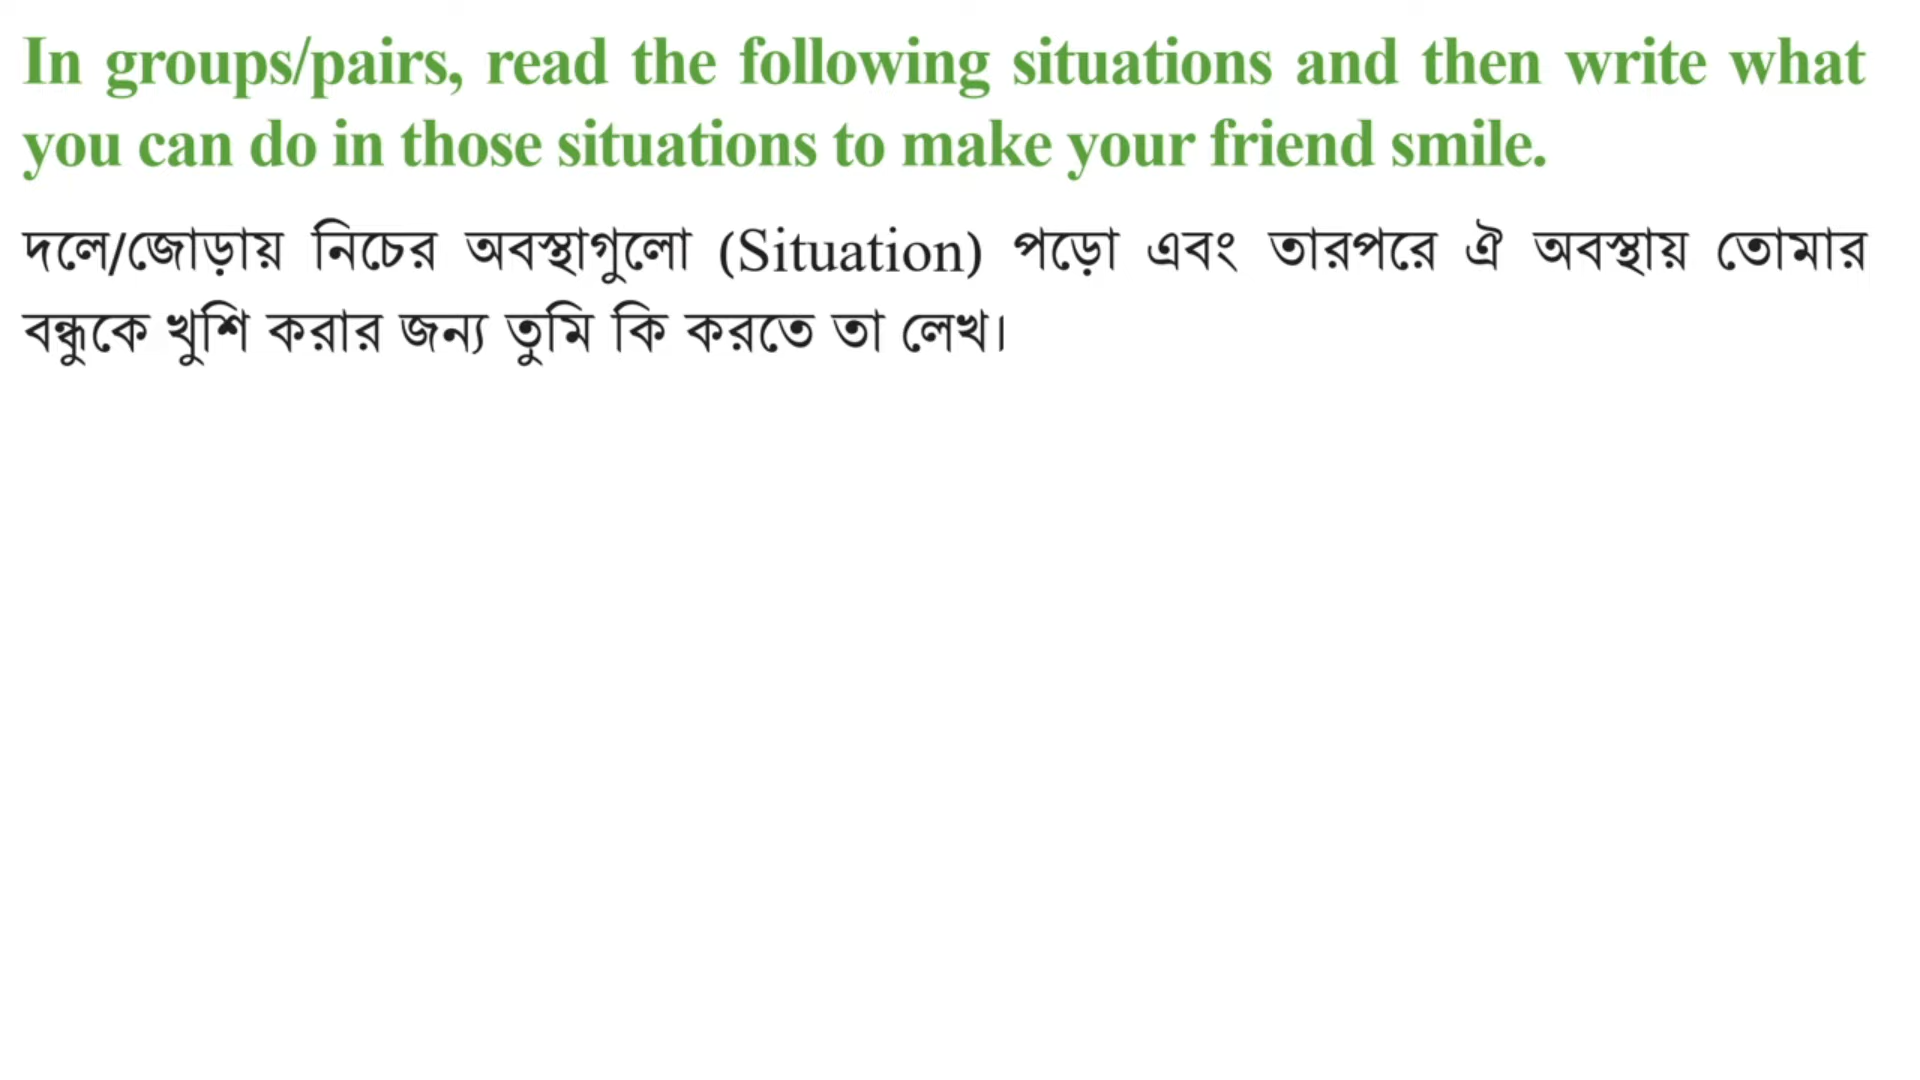 In groups/pairs, read the following situations and then write what
you can do in those situations to make your friend smile.
দলে/জোড়ায় নিচের অবস্থাগুলো (Situation) পড়ো এবং তারপরে ঐ অবস্থায় তোমার
বন্ধুকে খুশি করার জন্য তুমি কি করতে তা লেখ।